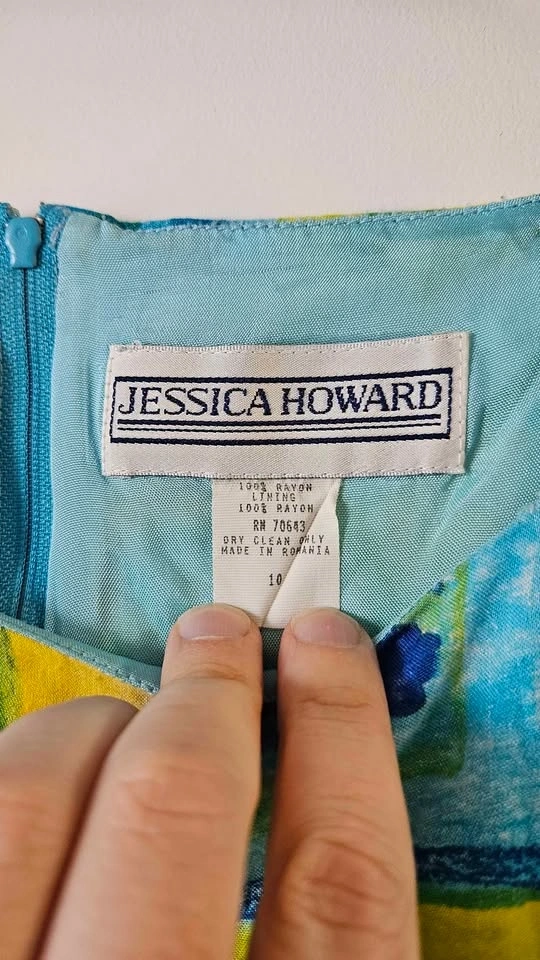 JESSICA HOWARD
100% RAYON
LINING
100% RAYON
RN 70643
DRY CLEAN ONLY
MADE IN ROMANIA
10